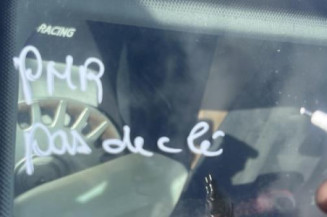 RACING
PMR
pas de clé